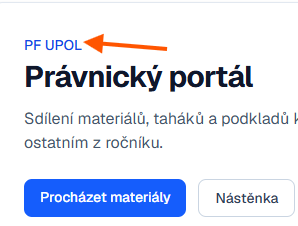 PF UPOL
Právnický portál
Sdílení materiálů, taháků a podkladů
ostatním z ročníku.
Procházet materiály
Nástěnka